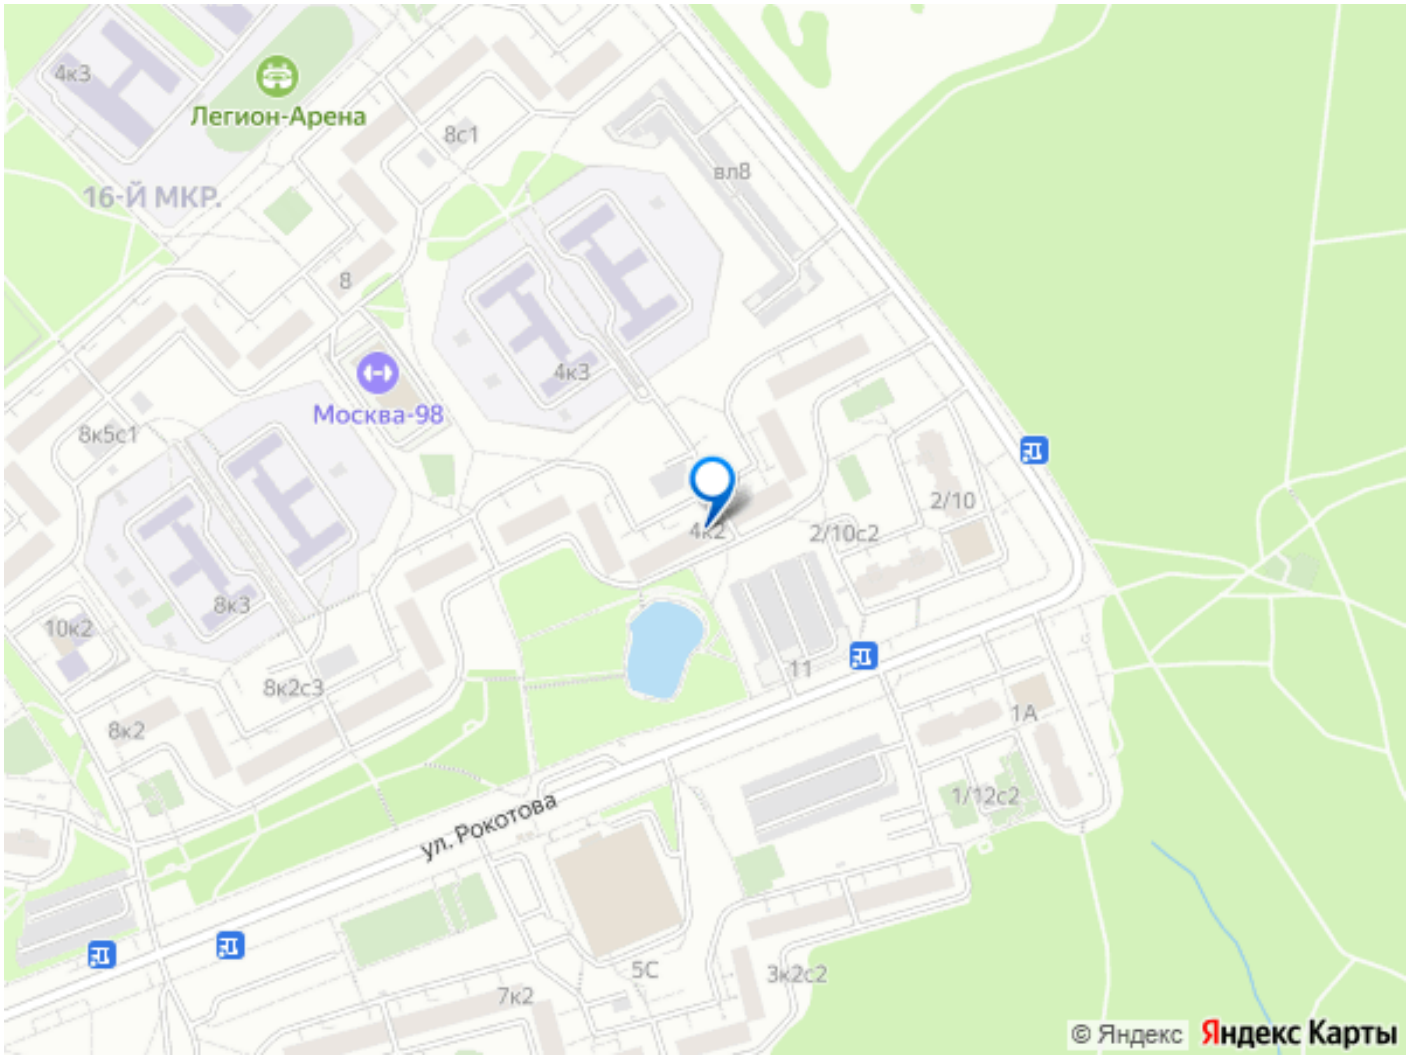 4к3
Легион-Арена
8с1
вл8
16-Й МКР.
8
4к3
Москва-98
8к5с1
2/10
4к2
2/10с2
8к3
10к2
11
8к2с3
1А
8к2
1/12с2
ул. Рокотова
5С
3к2с2
7к2
© Яндекс Яндекс Карты